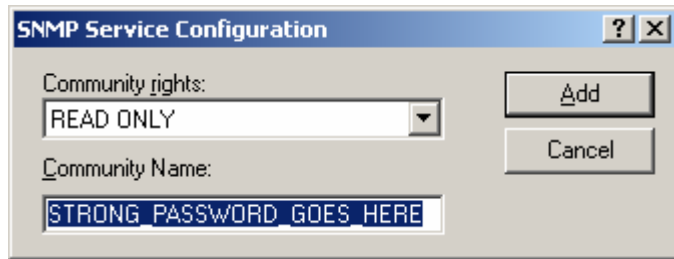 SNMP Service Configuration
Community rights:
Add
READ ONLY
Cancel
Community Name:
STRONG_PASSWORD_GOES_HERE